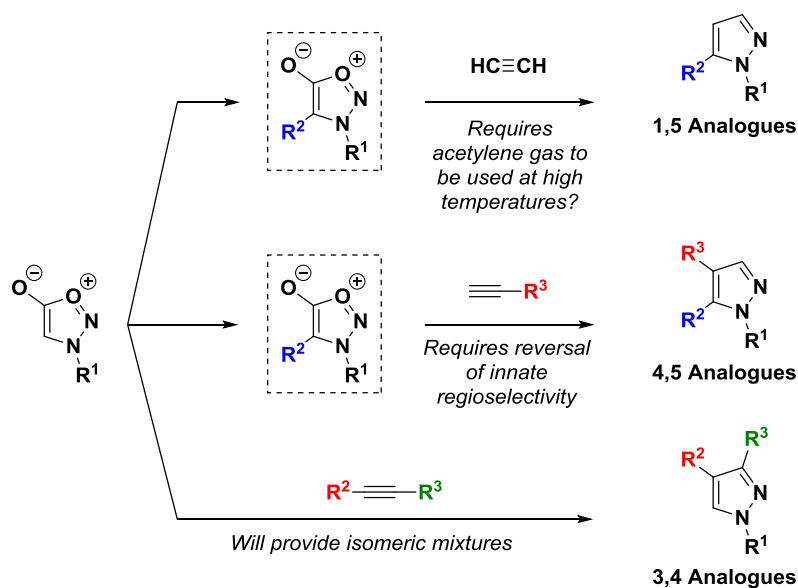 O⊖ O⊕ N N R² R¹
HC≡CH
Requires
acetylene gas to
be used at high
temperatures?
R² N N R¹
1,5 Analogues
O⊖ O⊕ N N R¹
O⊖ O⊕ N N R² R¹
R³
Requires reversal
of innate
regioselectivity
R³ R² N N R¹
4,5 Analogues
R² R³
Will provide isomeric mixtures
R² R³ N N R¹
3,4 Analogues